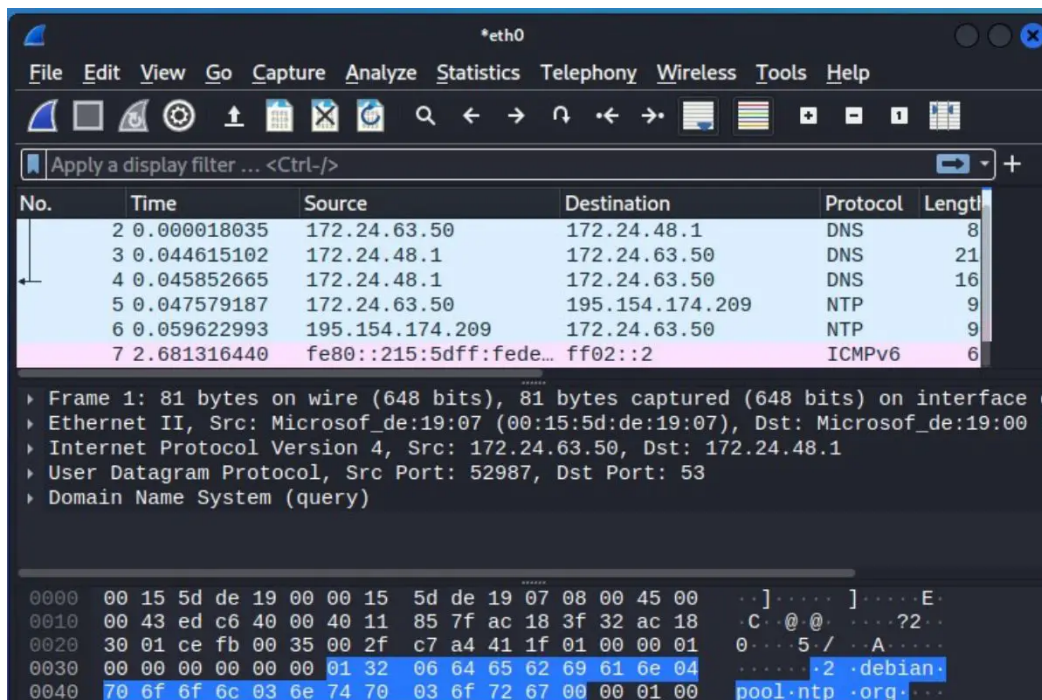 *eth0
File Edit View Go Capture Analyze Statistics Telephony Wireless Tools Help
Apply a display filter ... <Ctrl-/>
No. Time Source Destination Protocol Length
2 0.000018035 172.24.63.50 172.24.48.1 DNS 8
3 0.044615102 172.24.48.1 172.24.63.50 DNS 21
4 0.045852665 172.24.48.1 172.24.63.50 DNS 16
5 0.047579187 172.24.63.50 195.154.174.209 NTP 9
6 0.059622993 195.154.174.209 172.24.63.50 NTP 9
7 2.681316440 fe80::215:5dff:fede… ff02::2 ICMPv6 6
Frame 1: 81 bytes on wire (648 bits), 81 bytes captured (648 bits) on interface
Ethernet II, Src: Microsof_de:19:07 (00:15:5d:de:19:07), Dst: Microsof_de:19:00
Internet Protocol Version 4, Src: 172.24.63.50, Dst: 172.24.48.1
User Datagram Protocol, Src Port: 52987, Dst Port: 53
Domain Name System (query)
0000 00 15 5d de 19 00 00 15 5d de 19 07 08 00 45 00 ··]····· ]·····E·
0010 00 43 ed c6 40 00 40 11 85 7f ac 18 3f 32 ac 18 ·C··@·@· ····?2··
0020 30 01 ce fb 00 35 00 2f c7 a4 41 1f 01 00 00 01 0····5·/ ··A·····
0030 00 00 00 00 00 00 01 32 06 64 65 62 69 61 6e 04 ·······2 ·debian·
0040 70 6f 6f 6c 03 6e 74 70 03 6f 72 67 00 00 01 00 pool·ntp ·org····